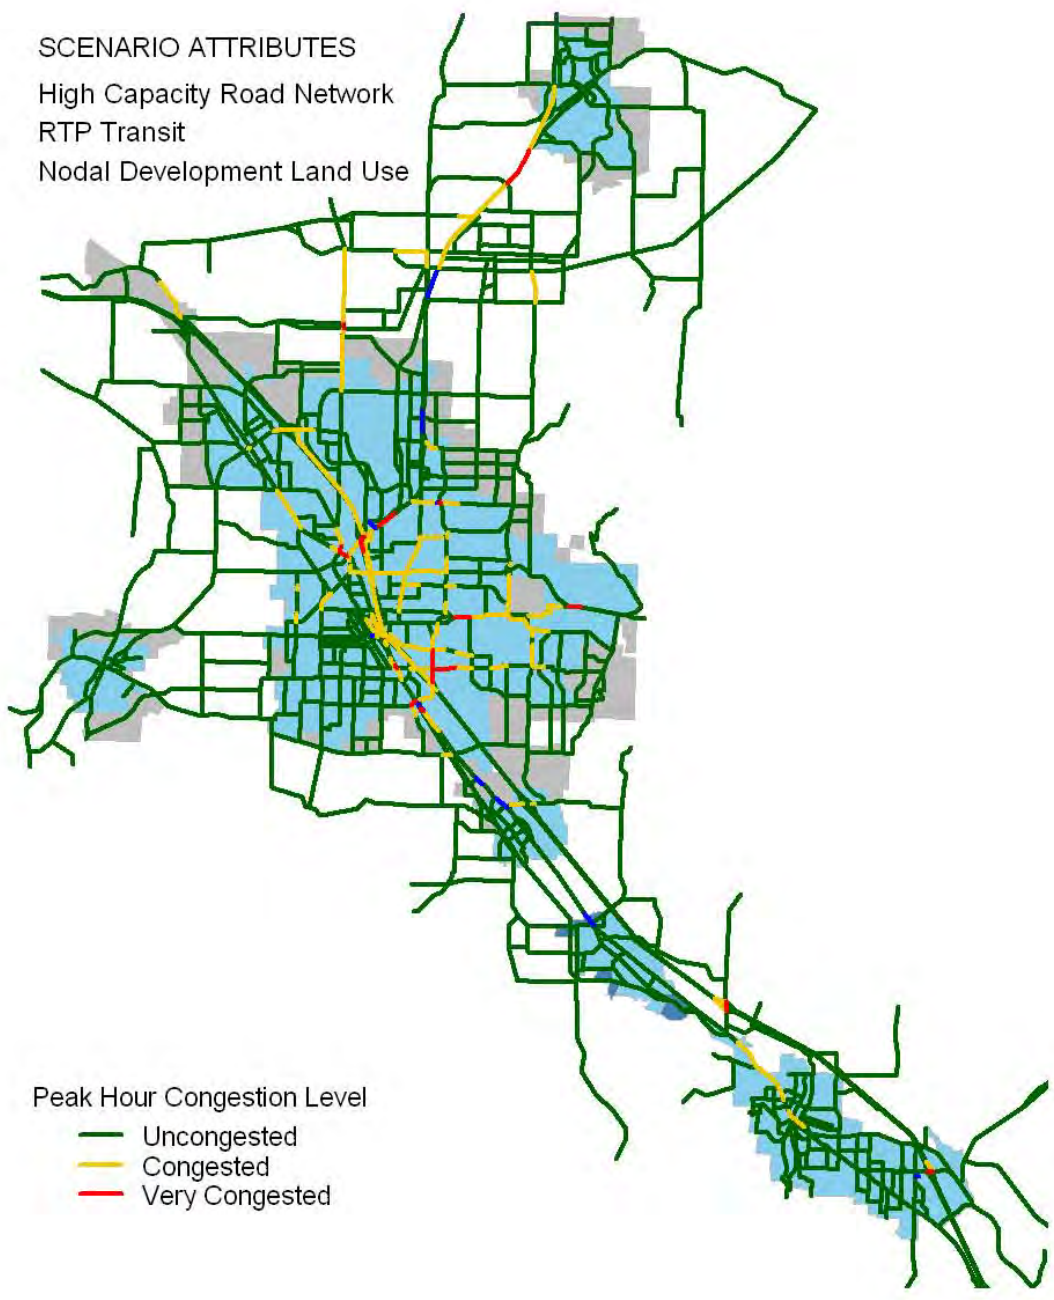 SCENARIO ATTRIBUTES
High Capacity Road Network
RTP Transit
Nodal Development Land Use
Peak Hour Congestion Level
Uncongested
Congested
Very Congested